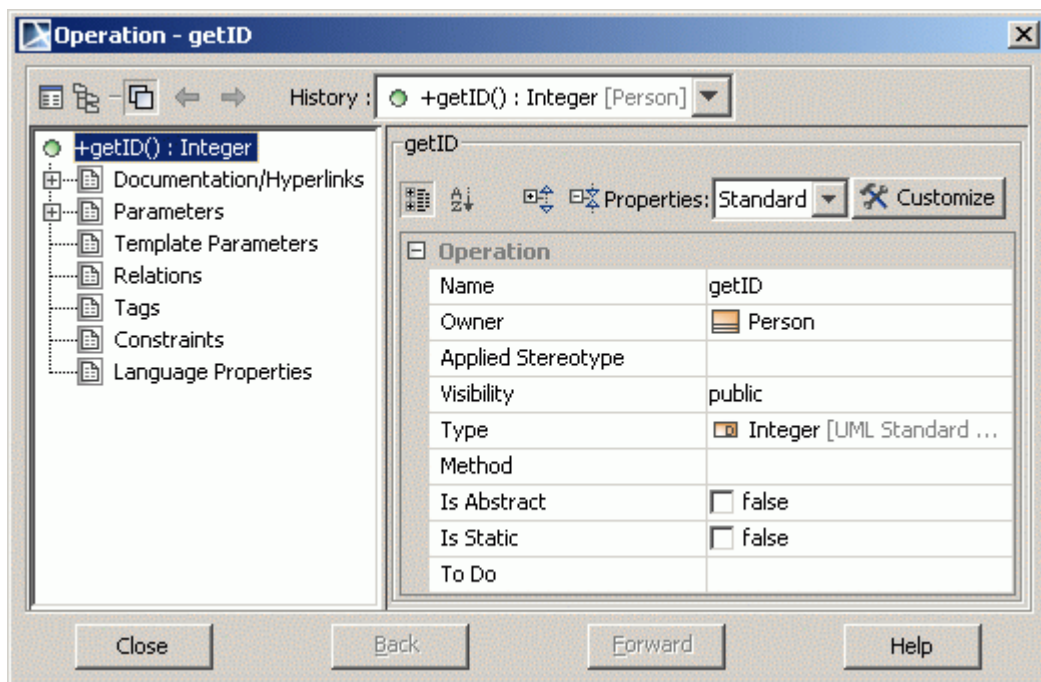 Operation - getID
History : +getID() : Integer [Person]
+getID() : Integer
Documentation/Hyperlinks
Parameters
Template Parameters
Relations
Tags
Constraints
Language Properties
getID
Properties: Standard Customize
Operation
Name getID
Owner Person
Applied Stereotype
Visibility public
Type Integer [UML Standard ...
Method
Is Abstract false
Is Static false
To Do
Close Back Forward Help